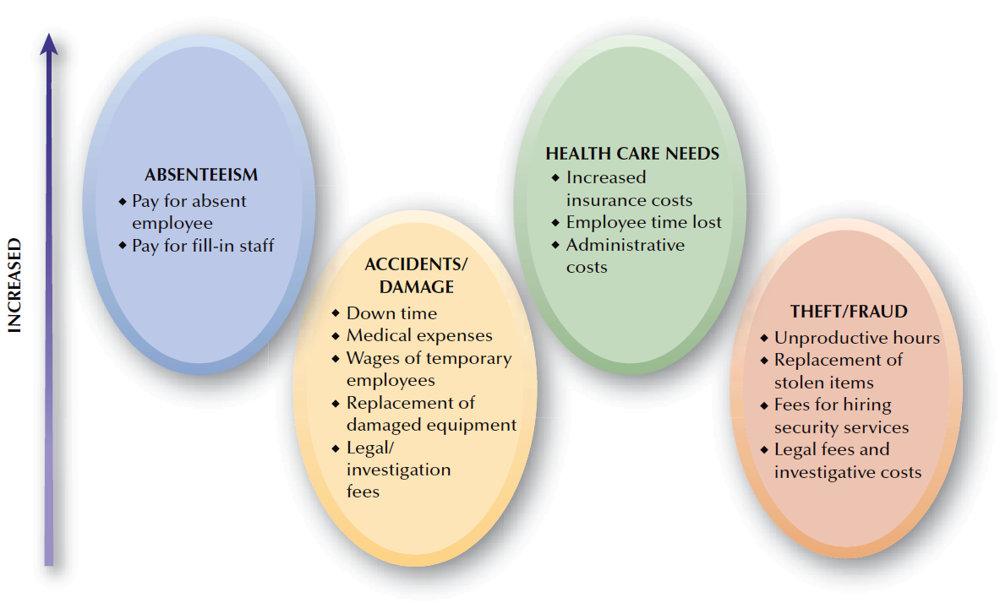 INCREASED
ABSENTEEISM
◆ Pay for absent
employee
◆ Pay for fill-in staff
ACCIDENTS/
DAMAGE
◆ Down time
◆ Medical expenses
◆ Wages of temporary
employees
◆ Replacement of
damaged equipment
◆ Legal/
investigation
fees
HEALTH CARE NEEDS
◆ Increased
insurance costs
◆ Employee time lost
◆ Administrative
costs
THEFT/FRAUD
◆ Unproductive hours
◆ Replacement of
stolen items
◆ Fees for hiring
security services
◆ Legal fees and
investigative costs